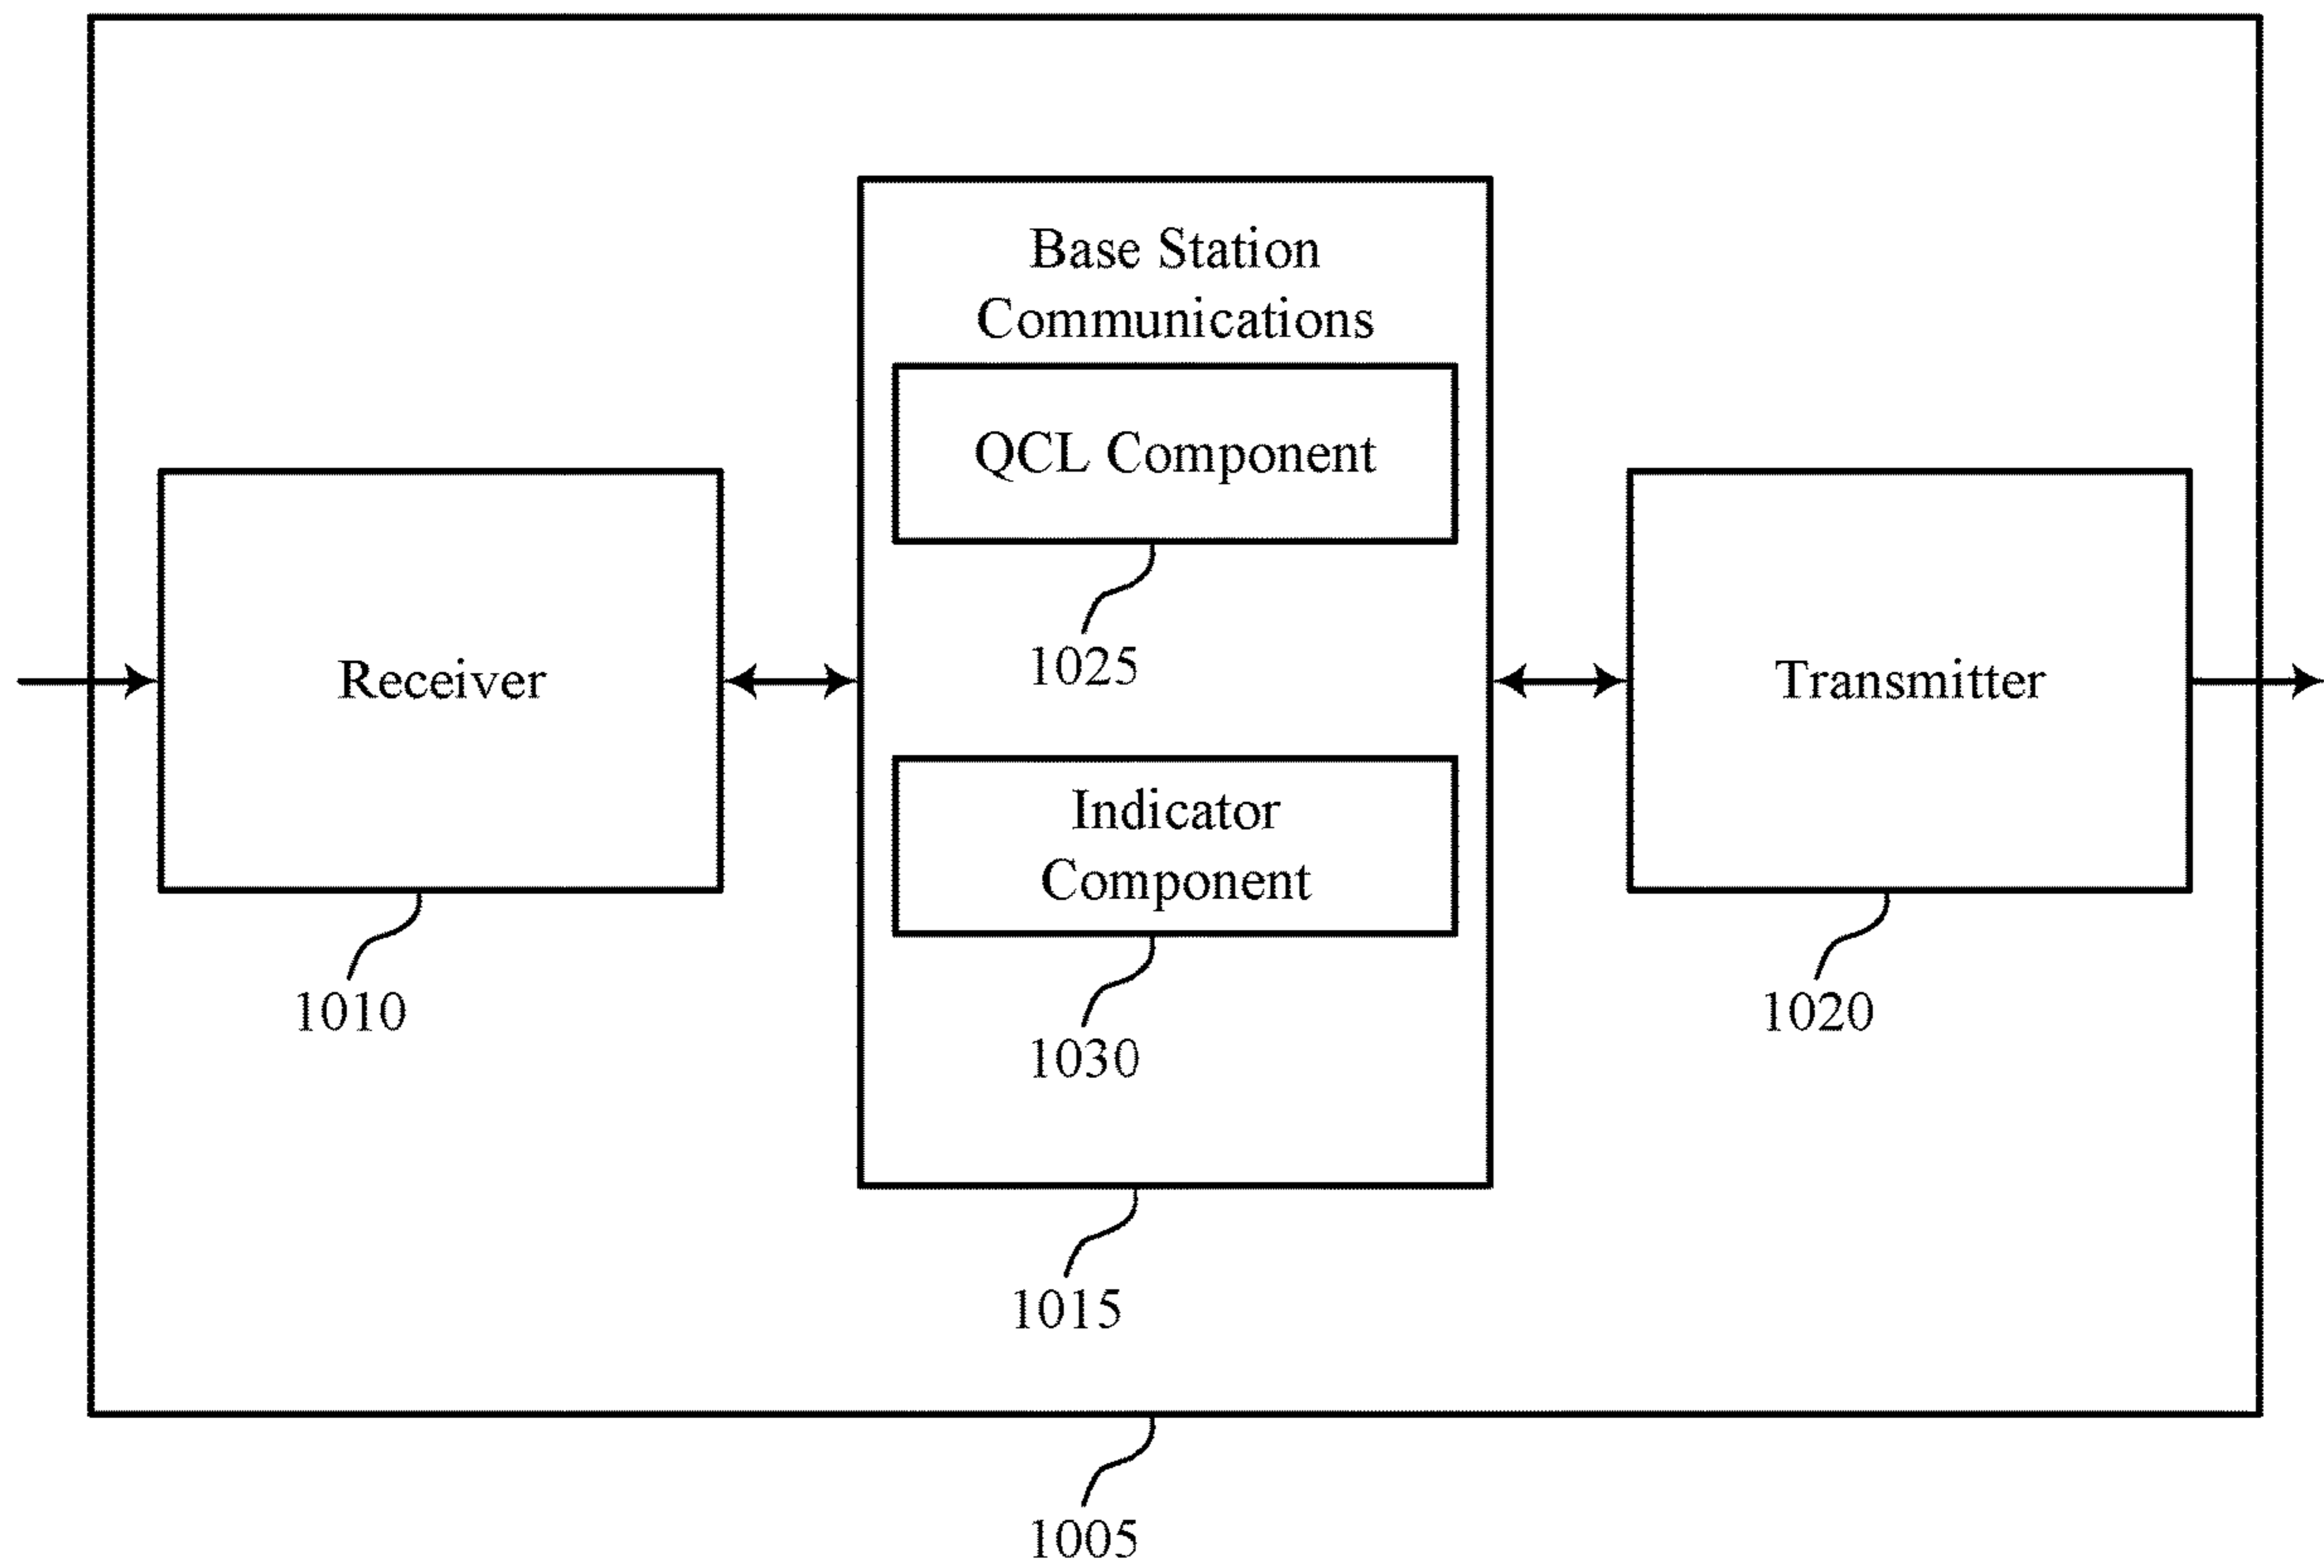 Base Station
Communications
QCL Component
1025
Receiver
Transmitter
Indicator
Component
1010
1030
1020
1015
1005